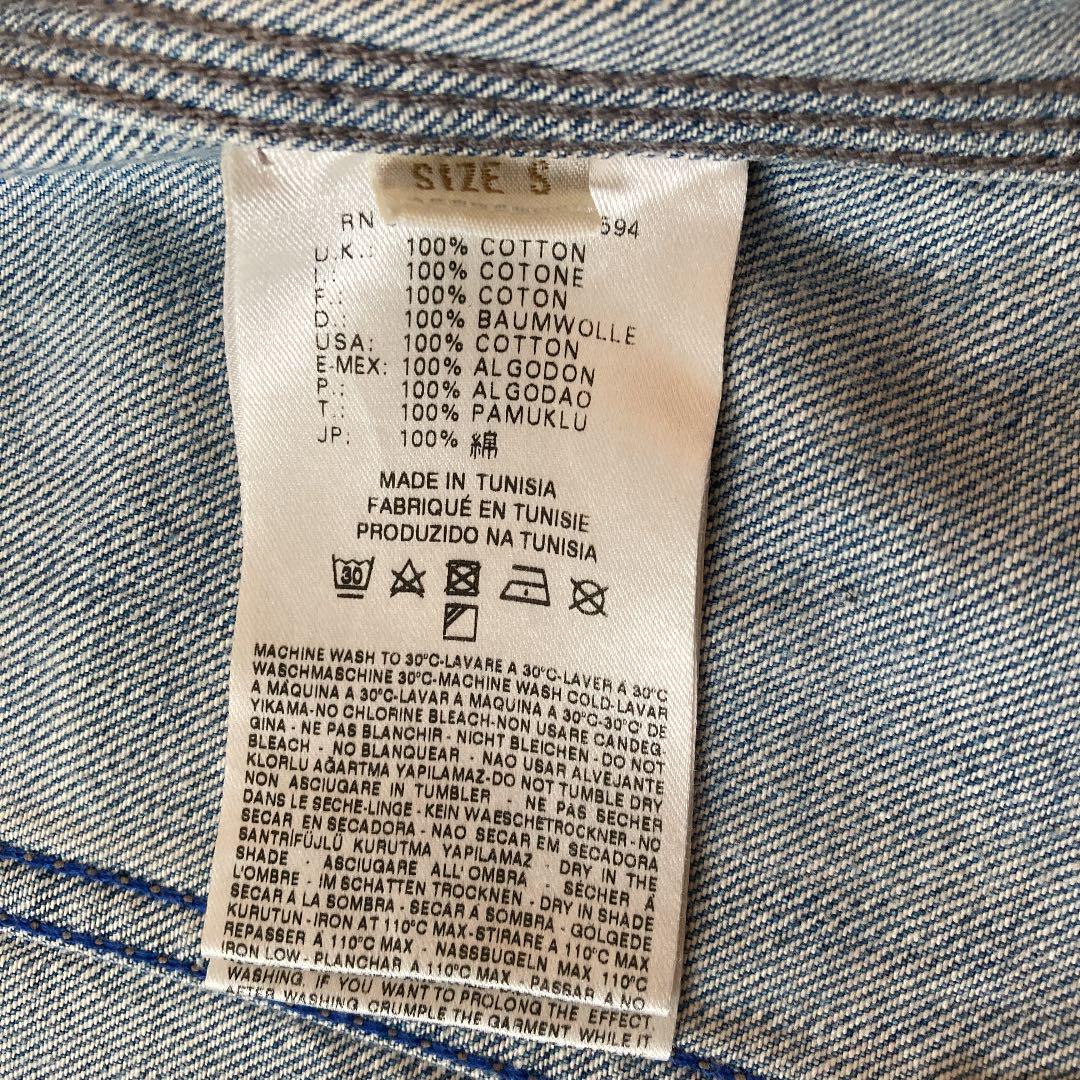 SIZE S
RN 594
U.K.: 100% COTTON
I.: 100% COTONE
F.: 100% COTON
D.: 100% BAUMWOLLE
USA: 100% COTTON
E-MEX: 100% ALGODON
P.: 100% ALGODAO
T.: 100% PAMUKLU
JP: 100% 綿
MADE IN TUNISIA
FABRIQUÉ EN TUNISIE
PRODUZIDO NA TUNISIA
30
MACHINE WASH TO 30°C-LAVARE A 30°C-LAVER A 30°C
WASCHMASCHINE 30°C-MACHINE WASH COLD-LAVAR
A MÁQUINA A 30°C-LAVAR A MAQUINA A 30°C-30°C'DE
YIKAMA-NO CHLORINE BLEACH-NON USARE CANDEG.
GINA - NE PAS BLANCHIR - NICHT BLEICHEN - DO NOT
BLEACH - NO BLANQUEAR - NAO USAR ALVEJANTE
KLORLU AĞARTMA YAPILAMAZ-DO NOT TUMBLE DRY
NON ASCIUGARE IN TUMBLER - NE PAS SECHER
DANS LE SECHE-LINGE - KEIN WAESCHETROCKNER-NO
SECAR EN SECADORA - NAO SECAR EM SECADORA
SANTRİFÜJLÜ KURUTMA YAPILAMAZ - DRY IN THE
SHADE - ASCIUGARE ALL'OMBRA - SÉCHER À
L'OMBRE - IM SCHATTEN TROCKNEN - DRY IN SHADE
SECAR A LA SOMBRA - SECAR A SOMBRA - GÖLGEDE
KURUTUN - IRON AT 110°C MAX-STIRARE A 110°C MAX
REPASSER A 110°C MAX - NASSBUGELN MAX 110°C
IRON LOW - PLANCHAR A 110°C MAX PASSAR A NO
WASHING. IF YOU WANT TO PROLONG THE EFFECT,
AFTER WASHING, CRUMPLE THE GARMENT WHILE IT